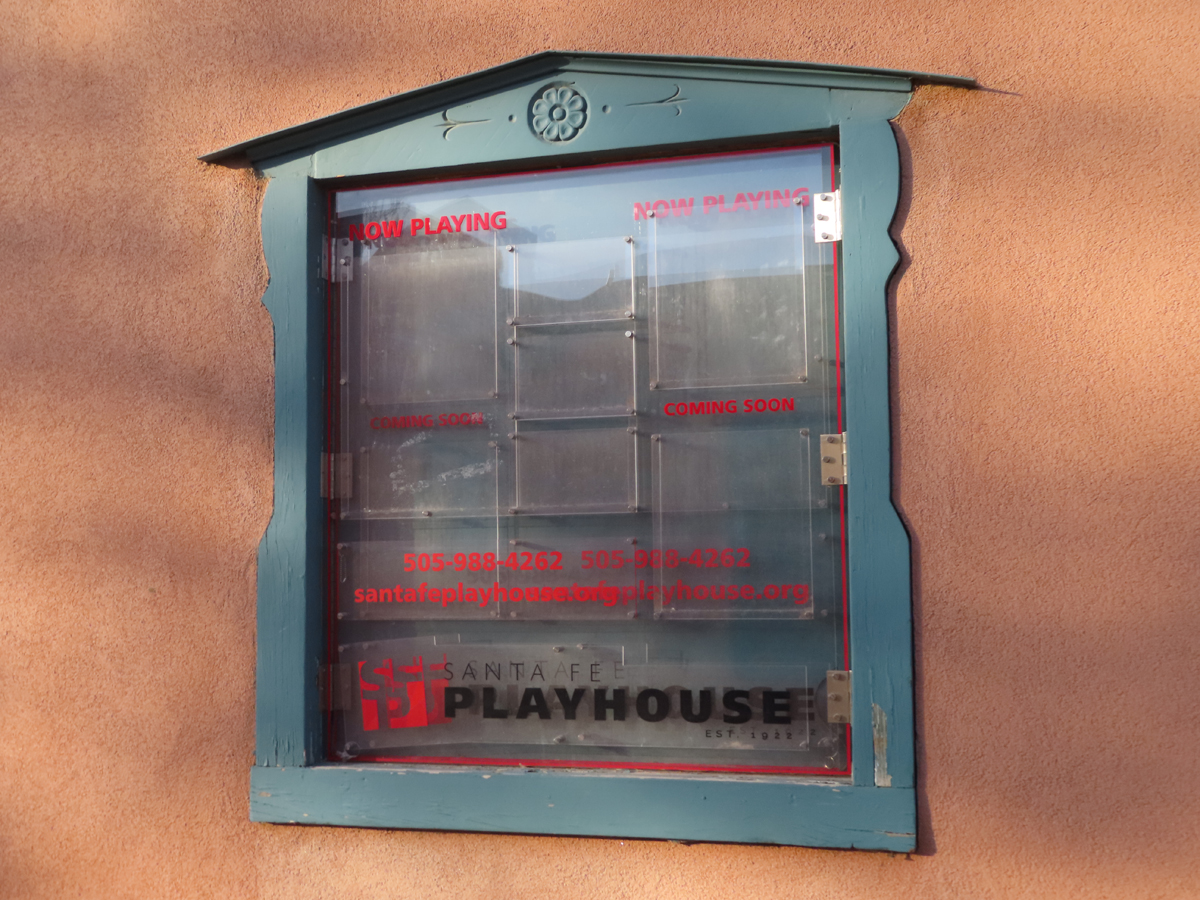 NOW PLAYING
NOW PLAYING
COMING SOON
COMING SOON
505-988-4262
505-988-4262
santafeplayhouse.org
santafeplayhouse.org
SANTA FE
PLAYHOUSE
EST 1922